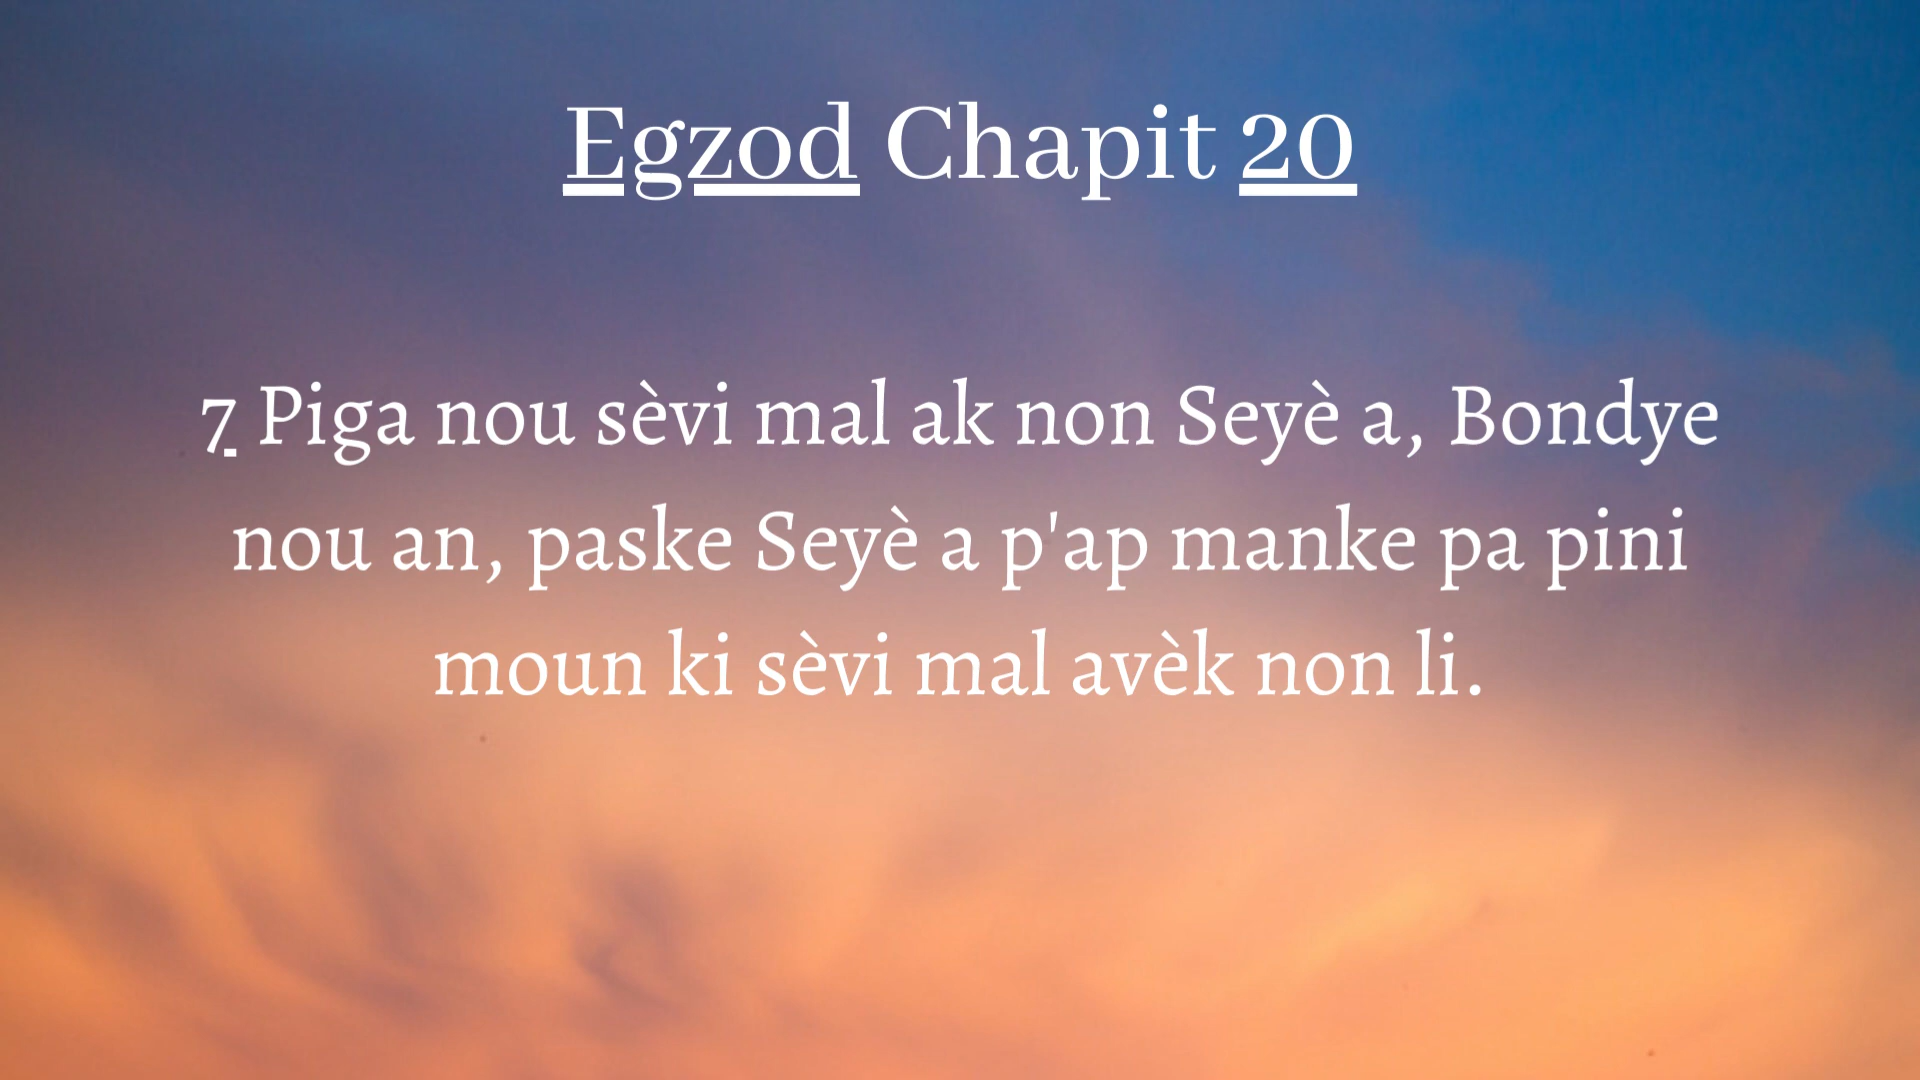 Egzod Chapit 20
7 Piga nou sèvi mal ak non Seyè a, Bondye
nou an, paske Seyè a p'ap manke pa pini
moun ki sèvi mal avèk non li.